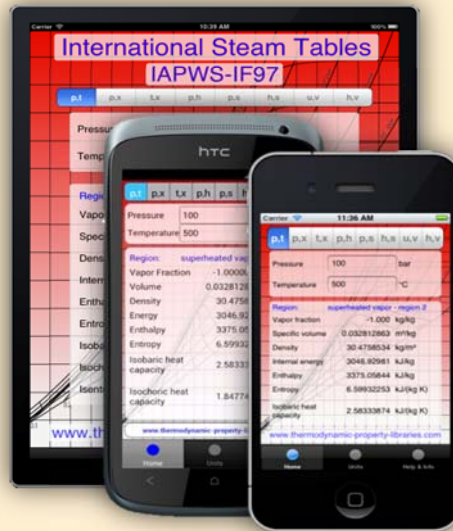 Carrier 10:39 AM 100%
International Steam Tables
IAPWS-IF97
p,t p,x t,x p,h p,s h,s u,v h,v
Pressu
Temp
Regi
Vapo
Spec
Dens
Intern
Entha
Entro
Isoba
Isoch
Isent
www.th
hTC
p,t p,x t,x p,h p,s h
Pressure 100
Temperature 500
Region: superheated vap
Vapor Fraction -1.0000
Volume 0.0328128
Density 30.4758
Energy 3046.92
Enthalpy 3375.05
Entropy 6.59932
Isobaric heat
capacity 2.58333
Isochoric heat
capacity 1.84774
www.thermodynamic-property-li
Home Units
Carrier 11:36 AM
p,t p,x t,x p,h p,s h,s u,v h,v
Pressure 100 bar
Temperature 500 °C
Region: superheated vapor - region 2
Vapor fraction -1.000 kg/kg
Specific volume 0.032812863 m³/kg
Density 30.4758534 kg/m³
Internal energy 3046.92981 kJ/kg
Enthalpy 3375.05844 kJ/kg
Entropy 6.59932253 kJ/(kg K)
Isobaric heat
capacity 2.58333874 kJ/(kg K)
www.thermodynamic-property-libraries.com
Home Units Help & Info